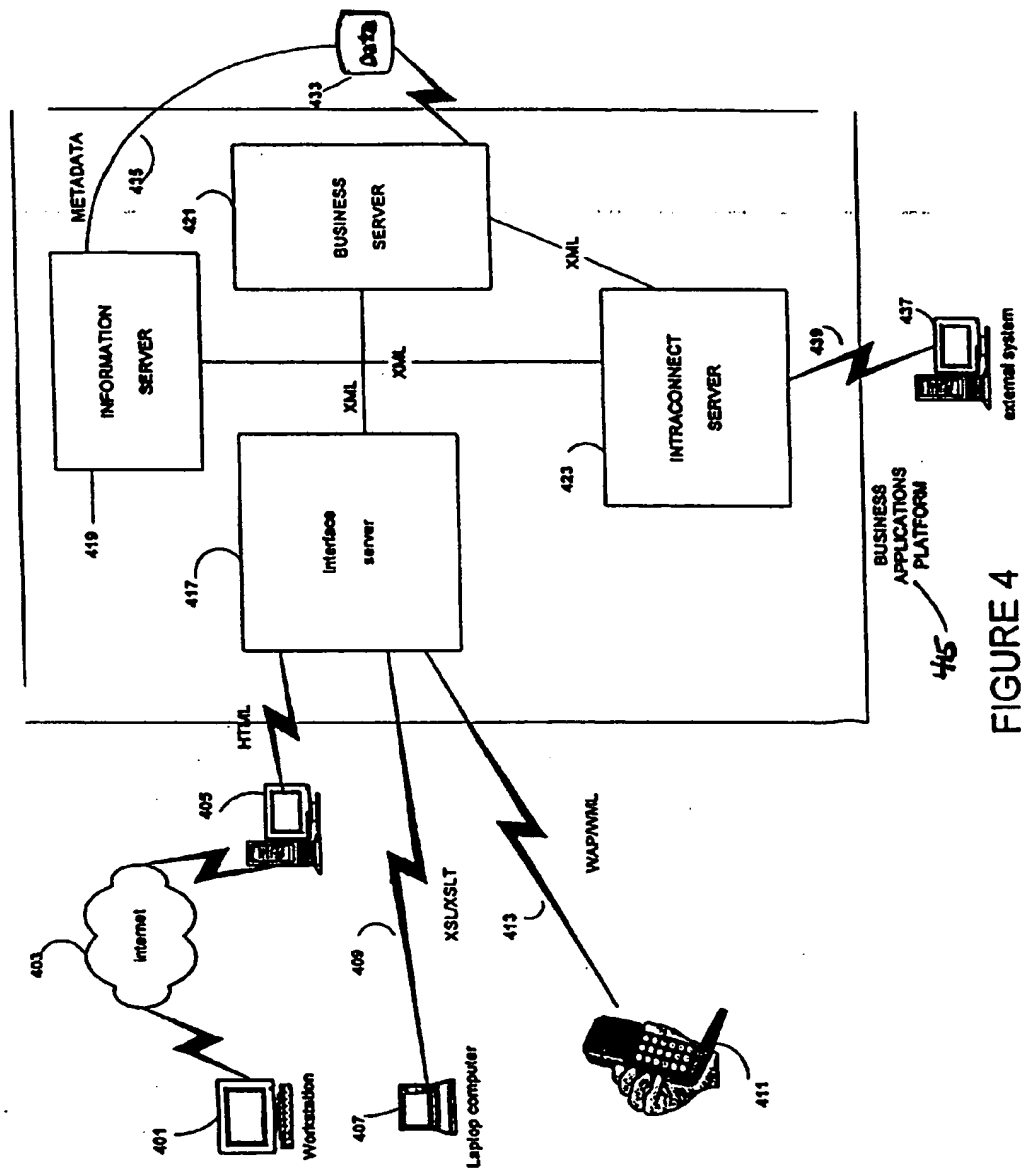 401
Workstation
403
internet
405
HTML
407
Laptop computer
409
XSL/XSLT
411
413
WAP/WML
417
Interface
server
419
INFORMATION
SERVER
METADATA
435
421
BUSINESS
SERVER
433
Data
XML
XML
XML
423
INTRACONNECT
SERVER
439
437
external system
BUSINESS
APPLICATIONS
PLATFORM
415
FIGURE 4